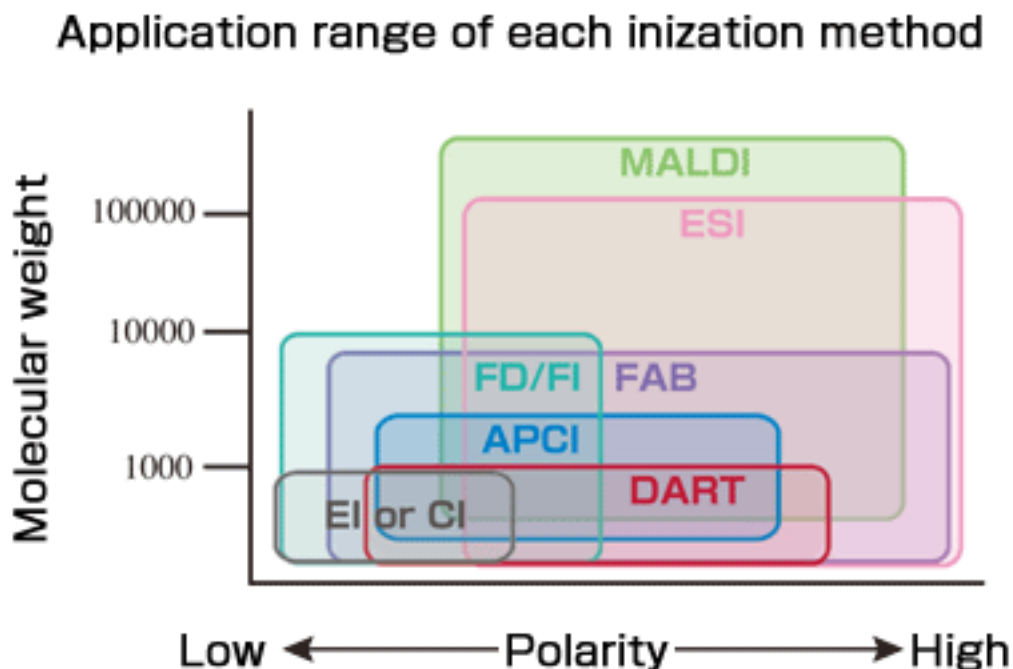 Application range of each inization method
Molecular weight
100000
10000
1000
MALDI
ESI
FD/FI
FAB
APCI
DART
EI or CI
Low
Polarity
High